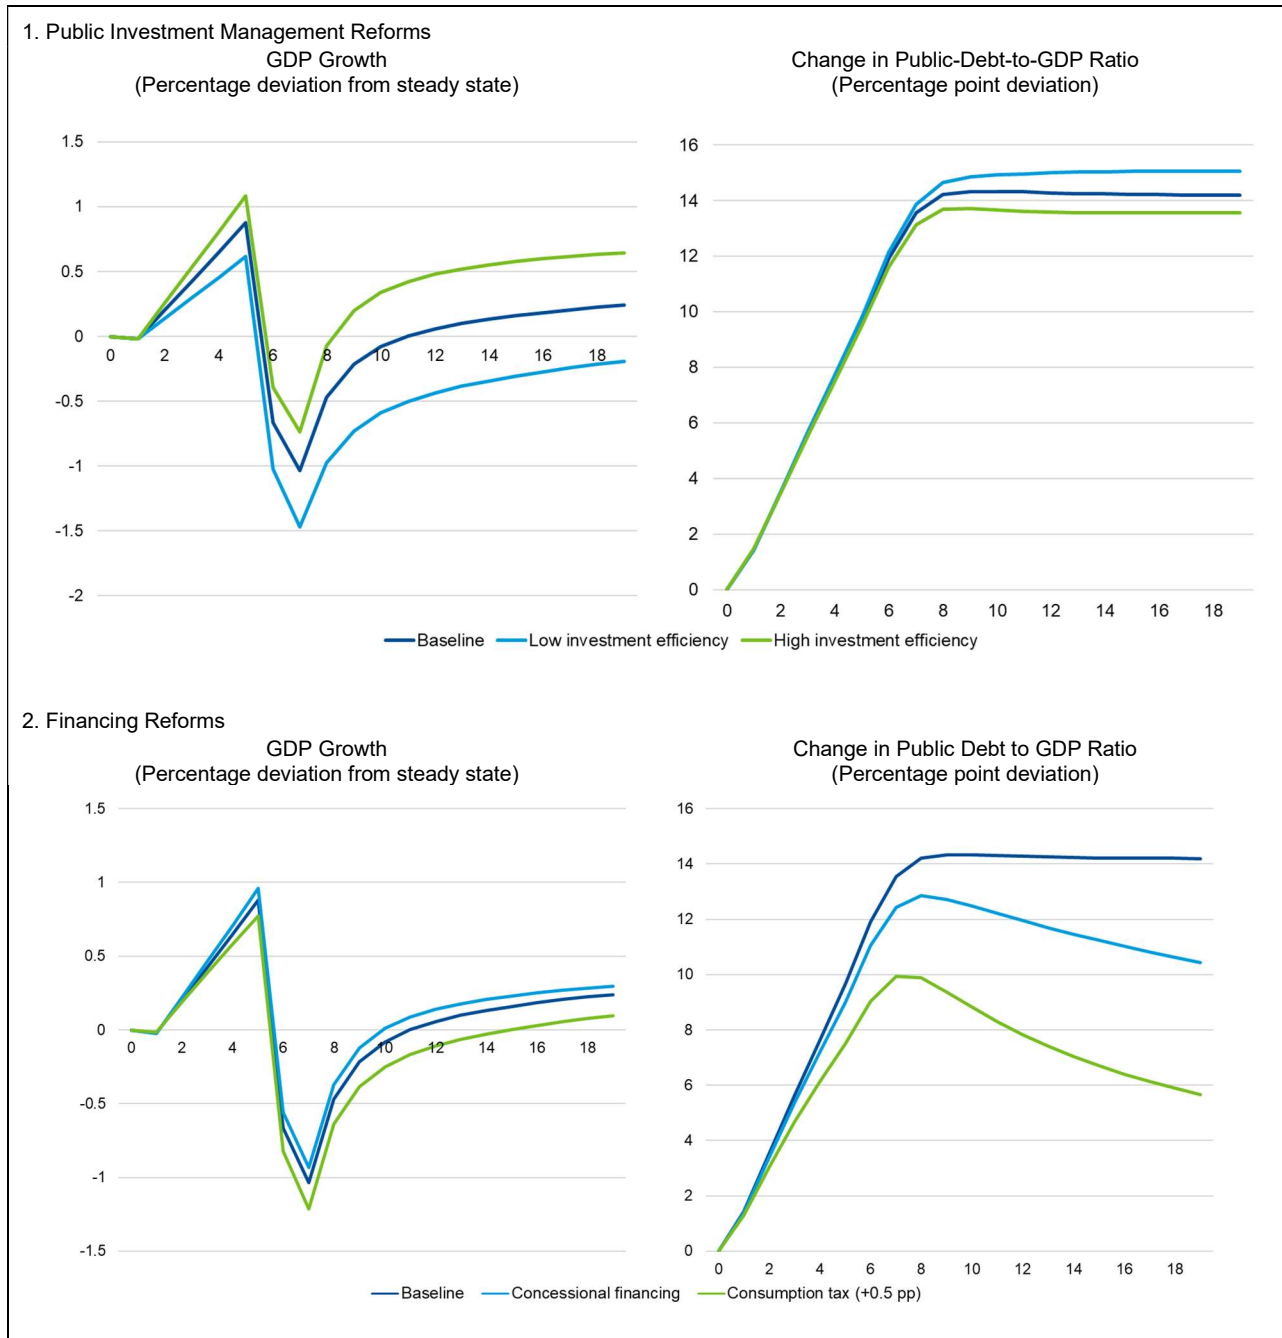 1. Public Investment Management Reforms
GDP Growth
(Percentage deviation from steady state)
Change in Public-Debt-to-GDP Ratio
(Percentage point deviation)
1.5
1
0.5
0
-0.5
-1
-1.5
-2
0 2 4 6 8 10 12 14 16 18
16
14
12
10
8
6
4
2
0
0 2 4 6 8 10 12 14 16 18
Baseline Low investment efficiency High investment efficiency
2. Financing Reforms
GDP Growth
(Percentage deviation from steady state)
Change in Public Debt to GDP Ratio
(Percentage point deviation)
1.5
1
0.5
0
-0.5
-1
-1.5
0 2 4 6 8 10 12 14 16 18
16
14
12
10
8
6
4
2
0
0 2 4 6 8 10 12 14 16 18
Baseline Concessional financing Consumption tax (+0.5 pp)